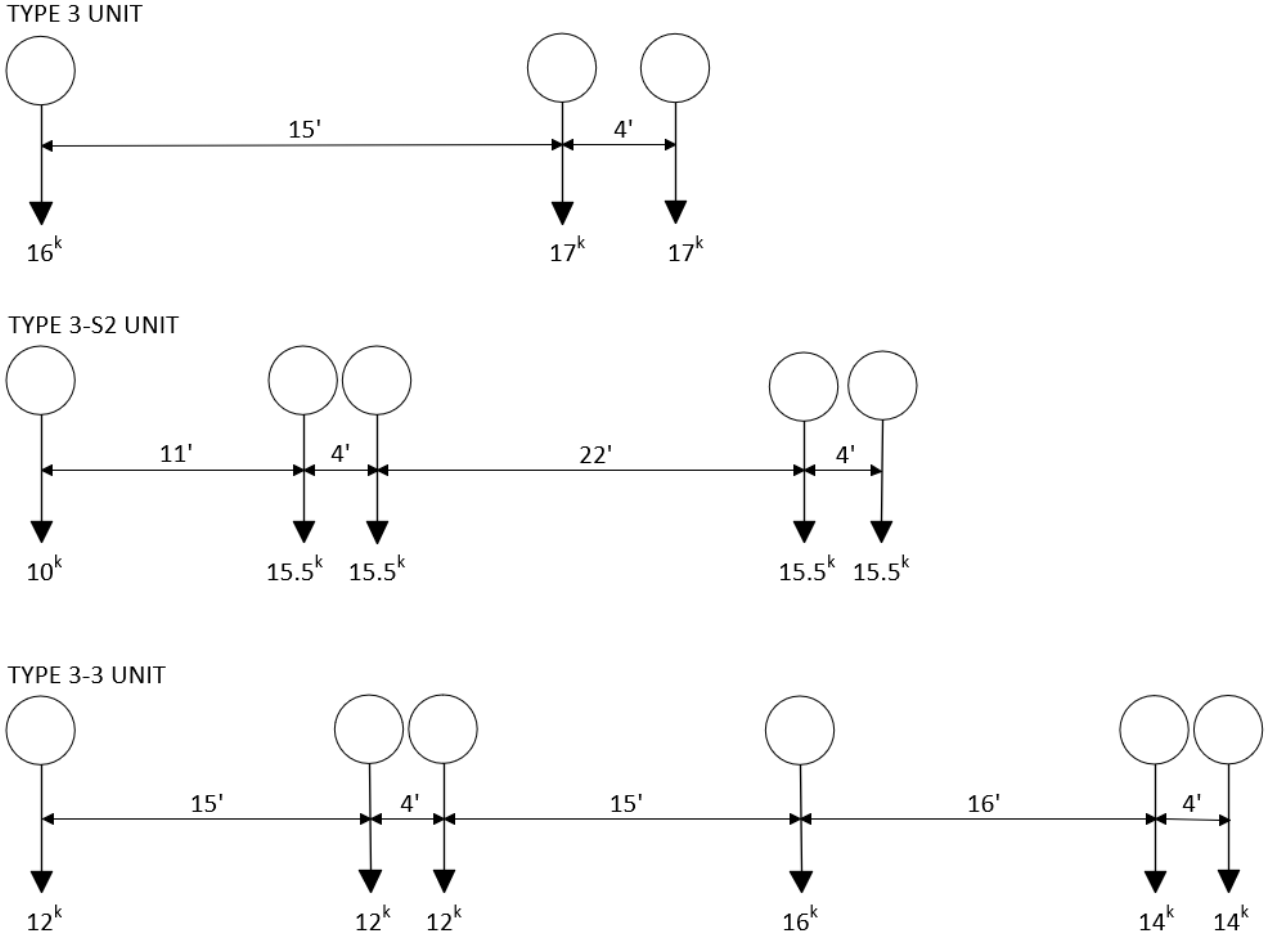 TYPE 3 UNIT
15' 4'
16k 17k 17k
TYPE 3-S2 UNIT
11' 4' 22' 4'
10k 15.5k 15.5k 15.5k 15.5k
TYPE 3-3 UNIT
15' 4' 15' 16' 4'
12k 12k 12k 16k 14k 14k